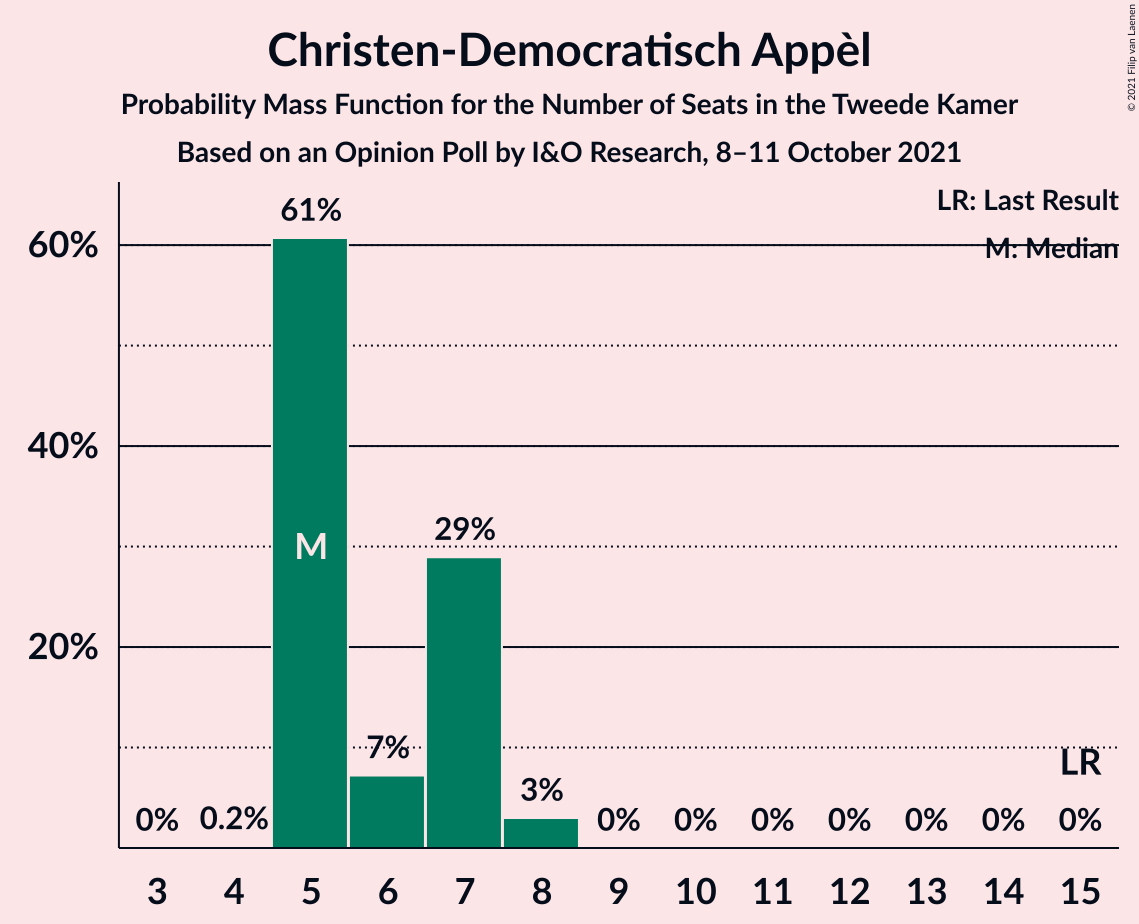 Christen-Democratisch Appèl
Probability Mass Function for the Number of Seats in the Tweede Kamer
Based on an Opinion Poll by I&O Research, 8–11 October 2021
© 2021 Filip van Laenen
LR: Last Result
M: Median
60%
40%
20%
61%
M
29%
7%
3%
LR
0% 0.2% 0% 0% 0% 0% 0% 0% 0%
3 4 5 6 7 8 9 10 11 12 13 14 15